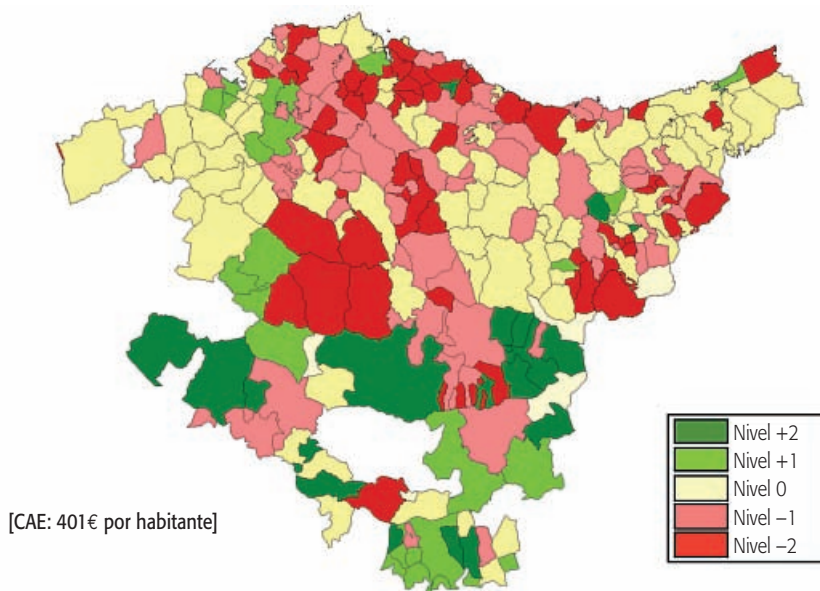 Nivel +2
Nivel +1
Nivel 0
Nivel −1
Nivel −2
[CAE: 401€ por habitante]